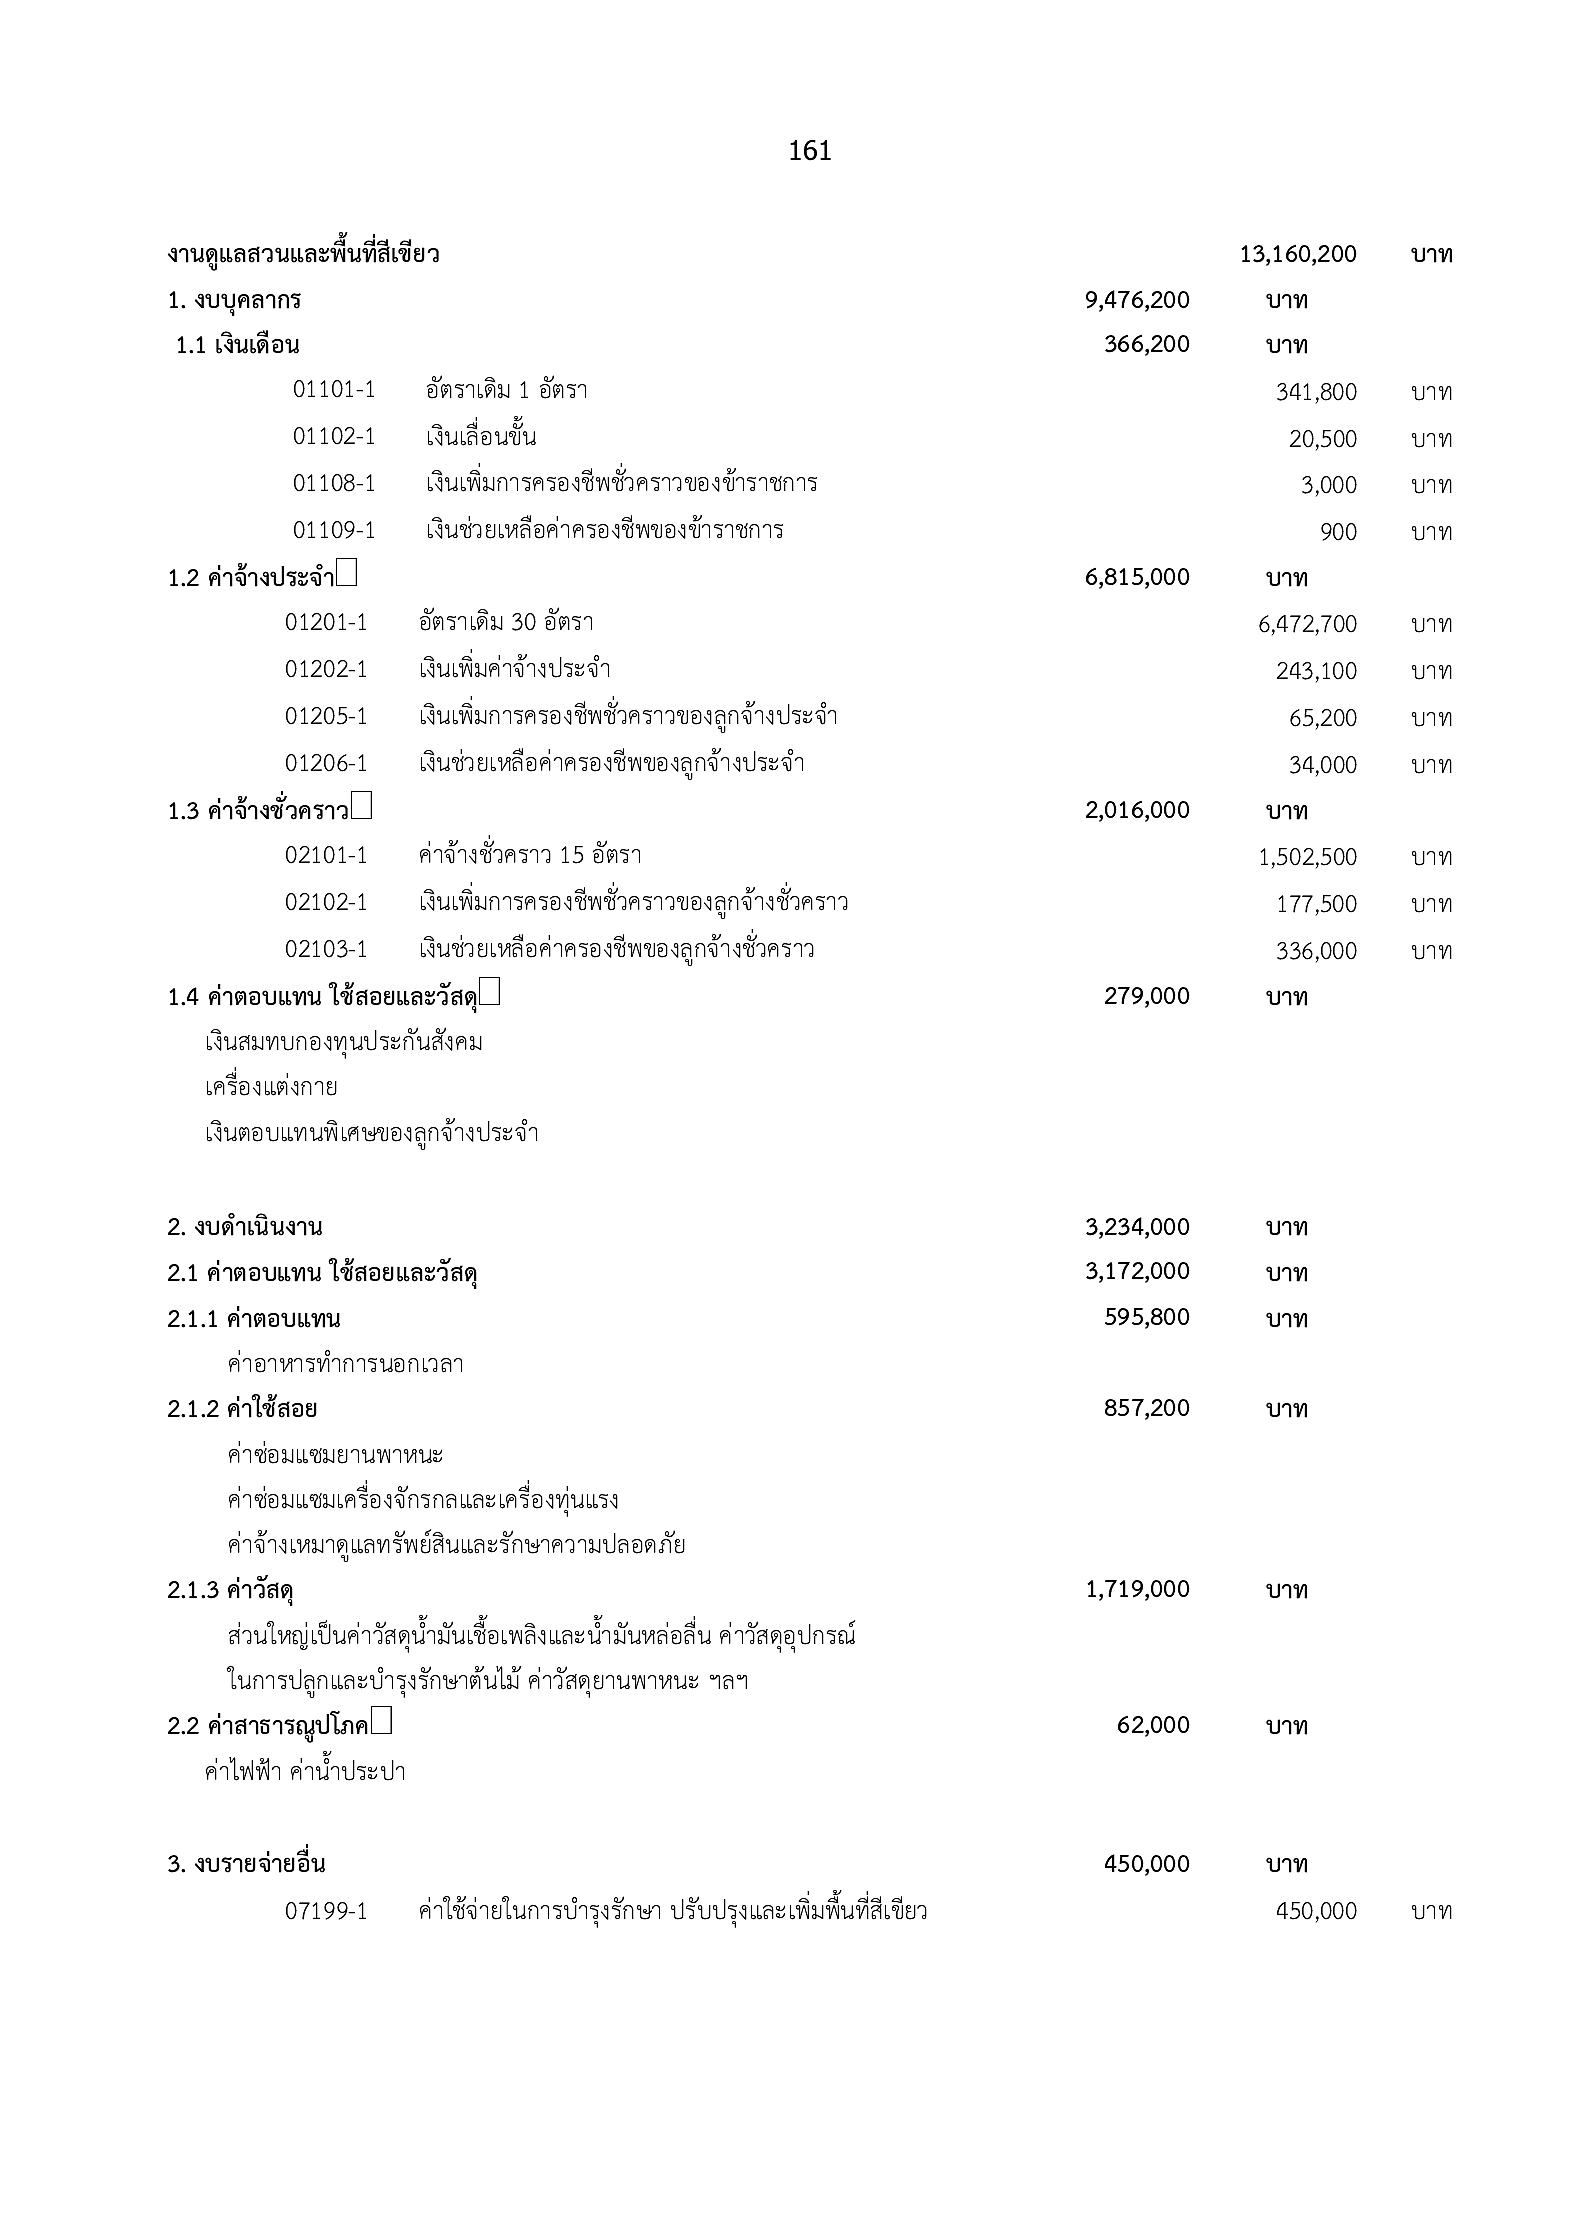 161
งานดูแลสวนและพื้นที่สีเขียว 13,160,200 บาท
1. งบบุคลากร 9,476,200 บาท
1.1 เงินเดือน 366,200 บาท
01101-1 อัตราเดิม 1 อัตรา 341,800 บาท
01102-1 เงินเลื่อนขั้น 20,500 บาท
01108-1 เงินเพิ่มการครองชีพชั่วคราวของข้าราชการ 3,000 บาท
01109-1 เงินช่วยเหลือค่าครองชีพของข้าราชการ 900 บาท
1.2 ค่าจ้างประจำ 6,815,000 บาท
01201-1 อัตราเดิม 30 อัตรา 6,472,700 บาท
01202-1 เงินเพิ่มค่าจ้างประจำ 243,100 บาท
01205-1 เงินเพิ่มการครองชีพชั่วคราวของลูกจ้างประจำ 65,200 บาท
01206-1 เงินช่วยเหลือค่าครองชีพของลูกจ้างประจำ 34,000 บาท
1.3 ค่าจ้างชั่วคราว 2,016,000 บาท
02101-1 ค่าจ้างชั่วคราว 15 อัตรา 1,502,500 บาท
02102-1 เงินเพิ่มการครองชีพชั่วคราวของลูกจ้างชั่วคราว 177,500 บาท
02103-1 เงินช่วยเหลือค่าครองชีพของลูกจ้างชั่วคราว 336,000 บาท
1.4 ค่าตอบแทน ใช้สอยและวัสดุ 279,000 บาท
เงินสมทบกองทุนประกันสังคม
เครื่องแต่งกาย
เงินตอบแทนพิเศษของลูกจ้างประจำ
2. งบดำเนินงาน 3,234,000 บาท
2.1 ค่าตอบแทน ใช้สอยและวัสดุ 3,172,000 บาท
2.1.1 ค่าตอบแทน 595,800 บาท
ค่าอาหารทำการนอกเวลา
2.1.2 ค่าใช้สอย 857,200 บาท
ค่าซ่อมแซมยานพาหนะ
ค่าซ่อมแซมเครื่องจักรกลและเครื่องทุ่นแรง
ค่าจ้างเหมาดูแลทรัพย์สินและรักษาความปลอดภัย
2.1.3 ค่าวัสดุ 1,719,000 บาท
ส่วนใหญ่เป็นค่าวัสดุน้ำมันเชื้อเพลิงและน้ำมันหล่อลื่น ค่าวัสดุอุปกรณ์
ในการปลูกและบำรุงรักษาต้นไม้ ค่าวัสดุยานพาหนะ ฯลฯ
2.2 ค่าสาธารณูปโภค 62,000 บาท
ค่าไฟฟ้า ค่าน้ำประปา
3. งบรายจ่ายอื่น 450,000 บาท
07199-1 ค่าใช้จ่ายในการบำรุงรักษา ปรับปรุงและเพิ่มพื้นที่สีเขียว 450,000 บาท